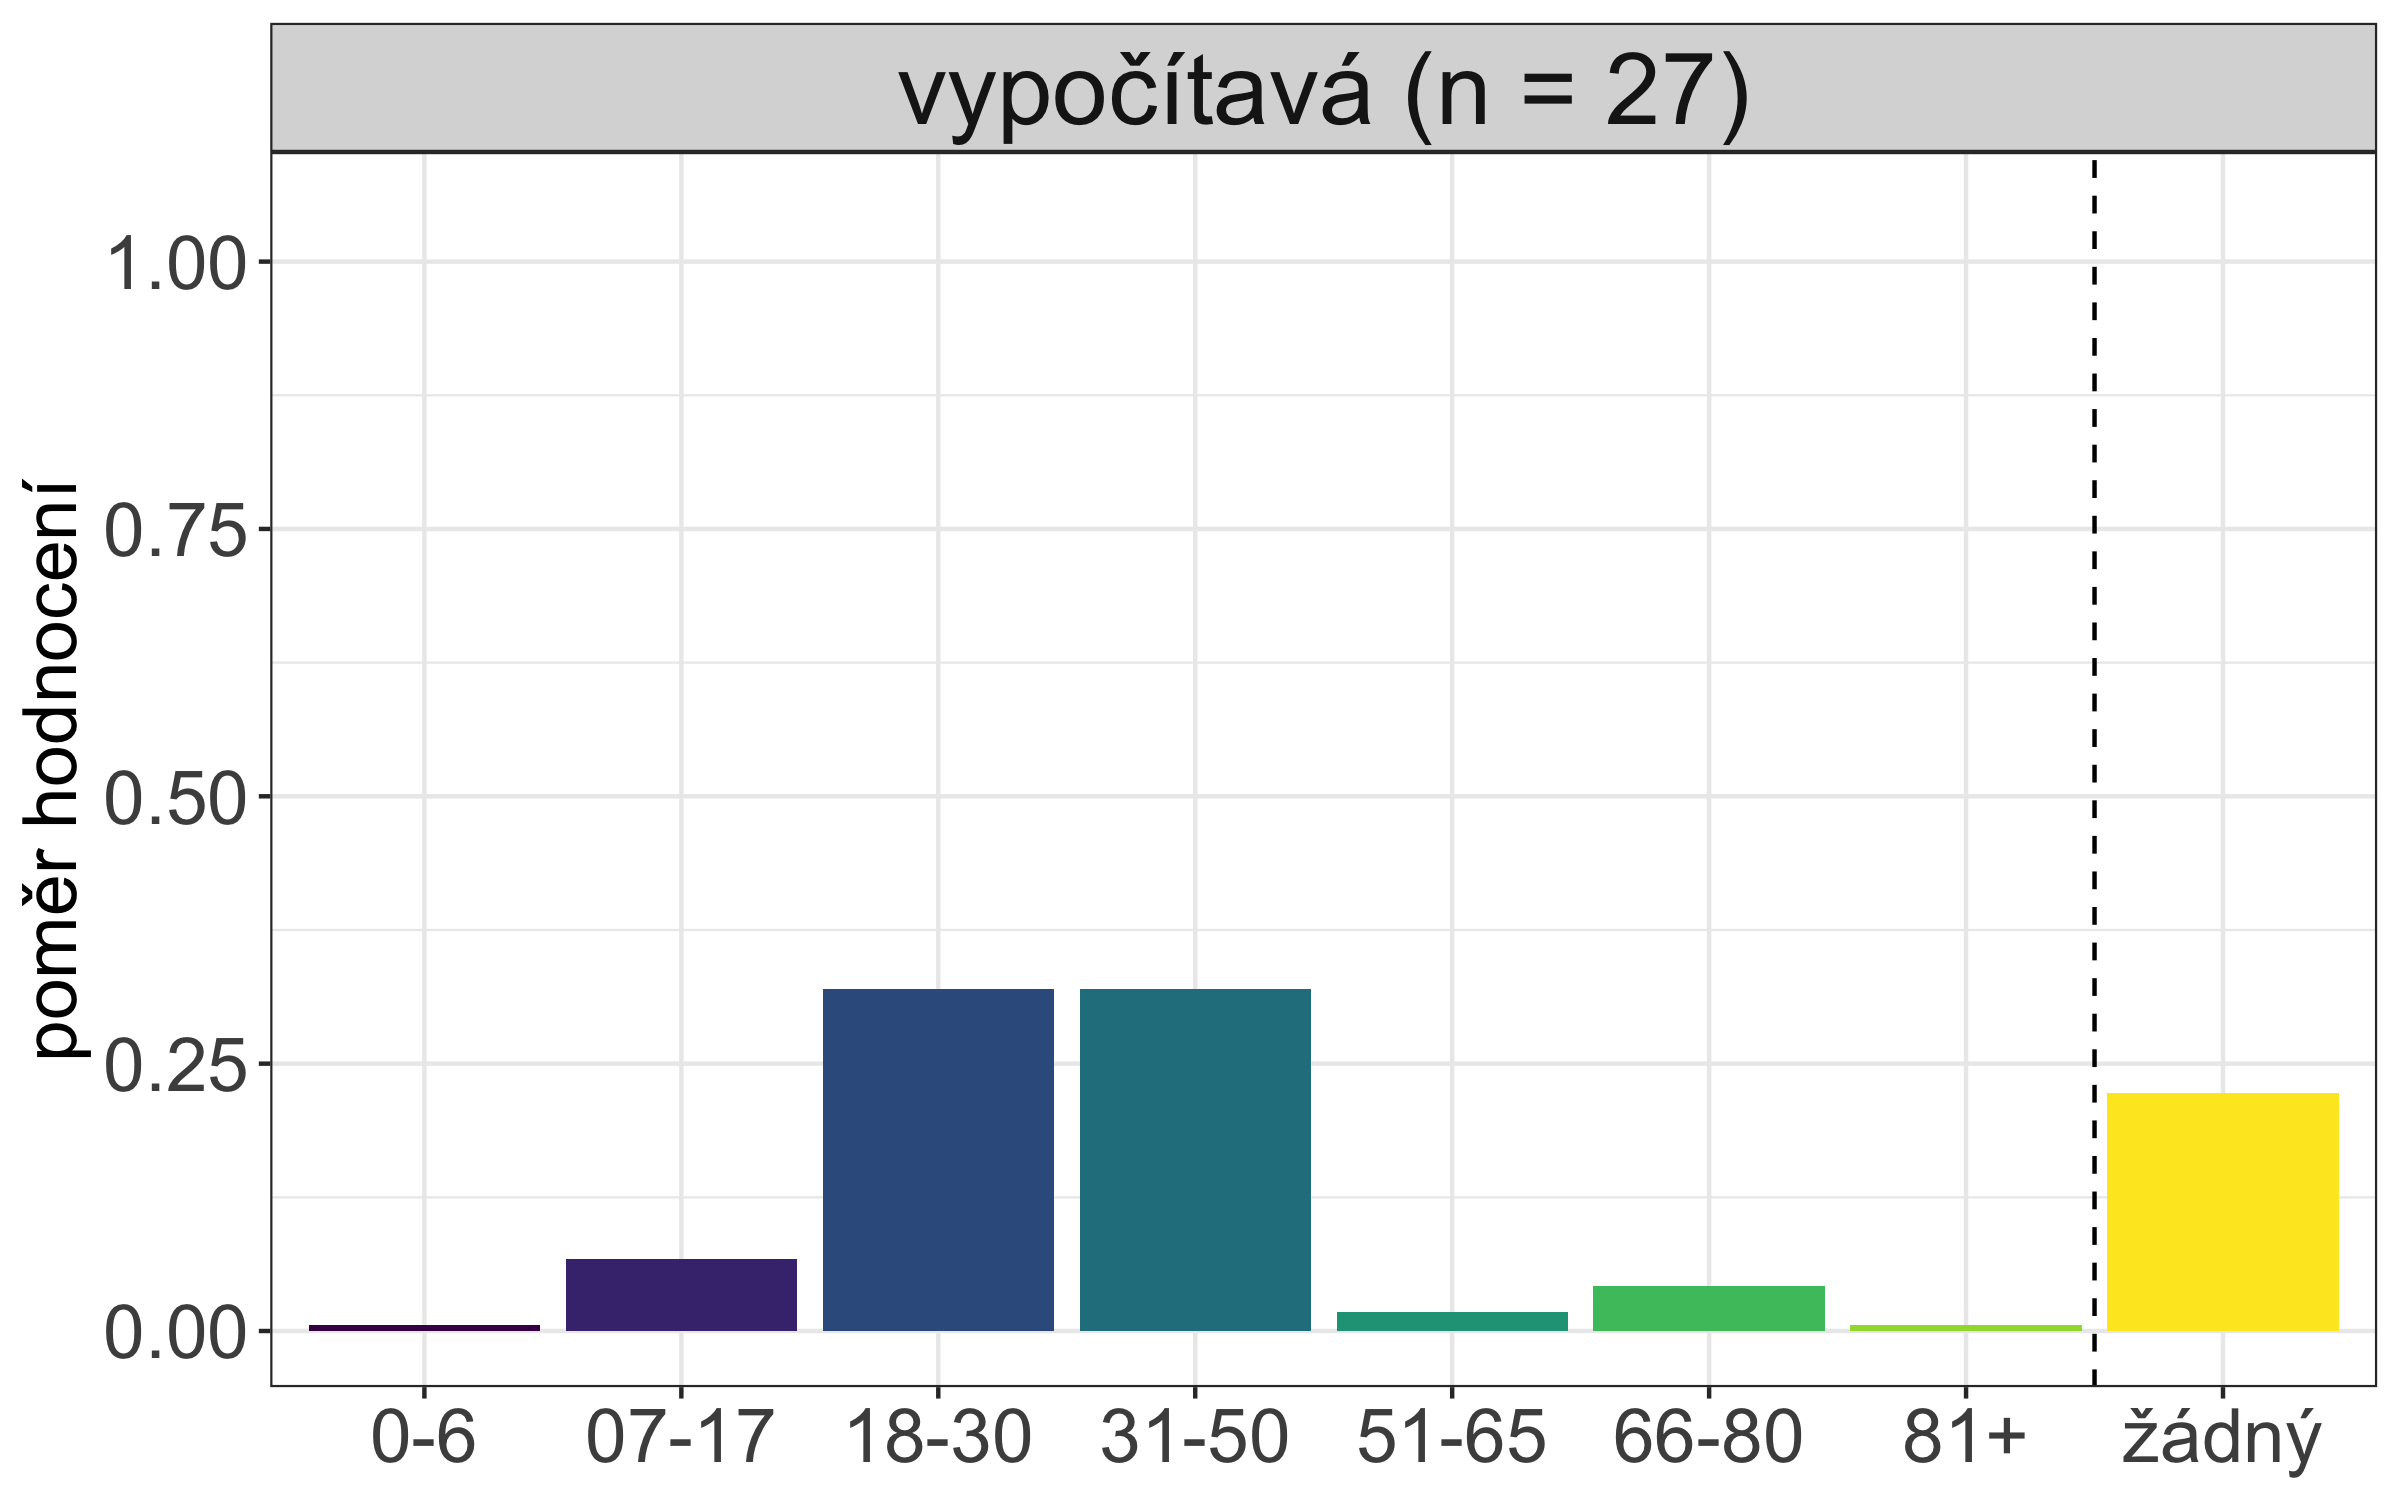 vypočítavá (n = 27)
poměr hodnocení
1.00
0.75
0.50
0.25
0.00
0-6 07-17 18-30 31-50 51-65 66-80 81+ žádný